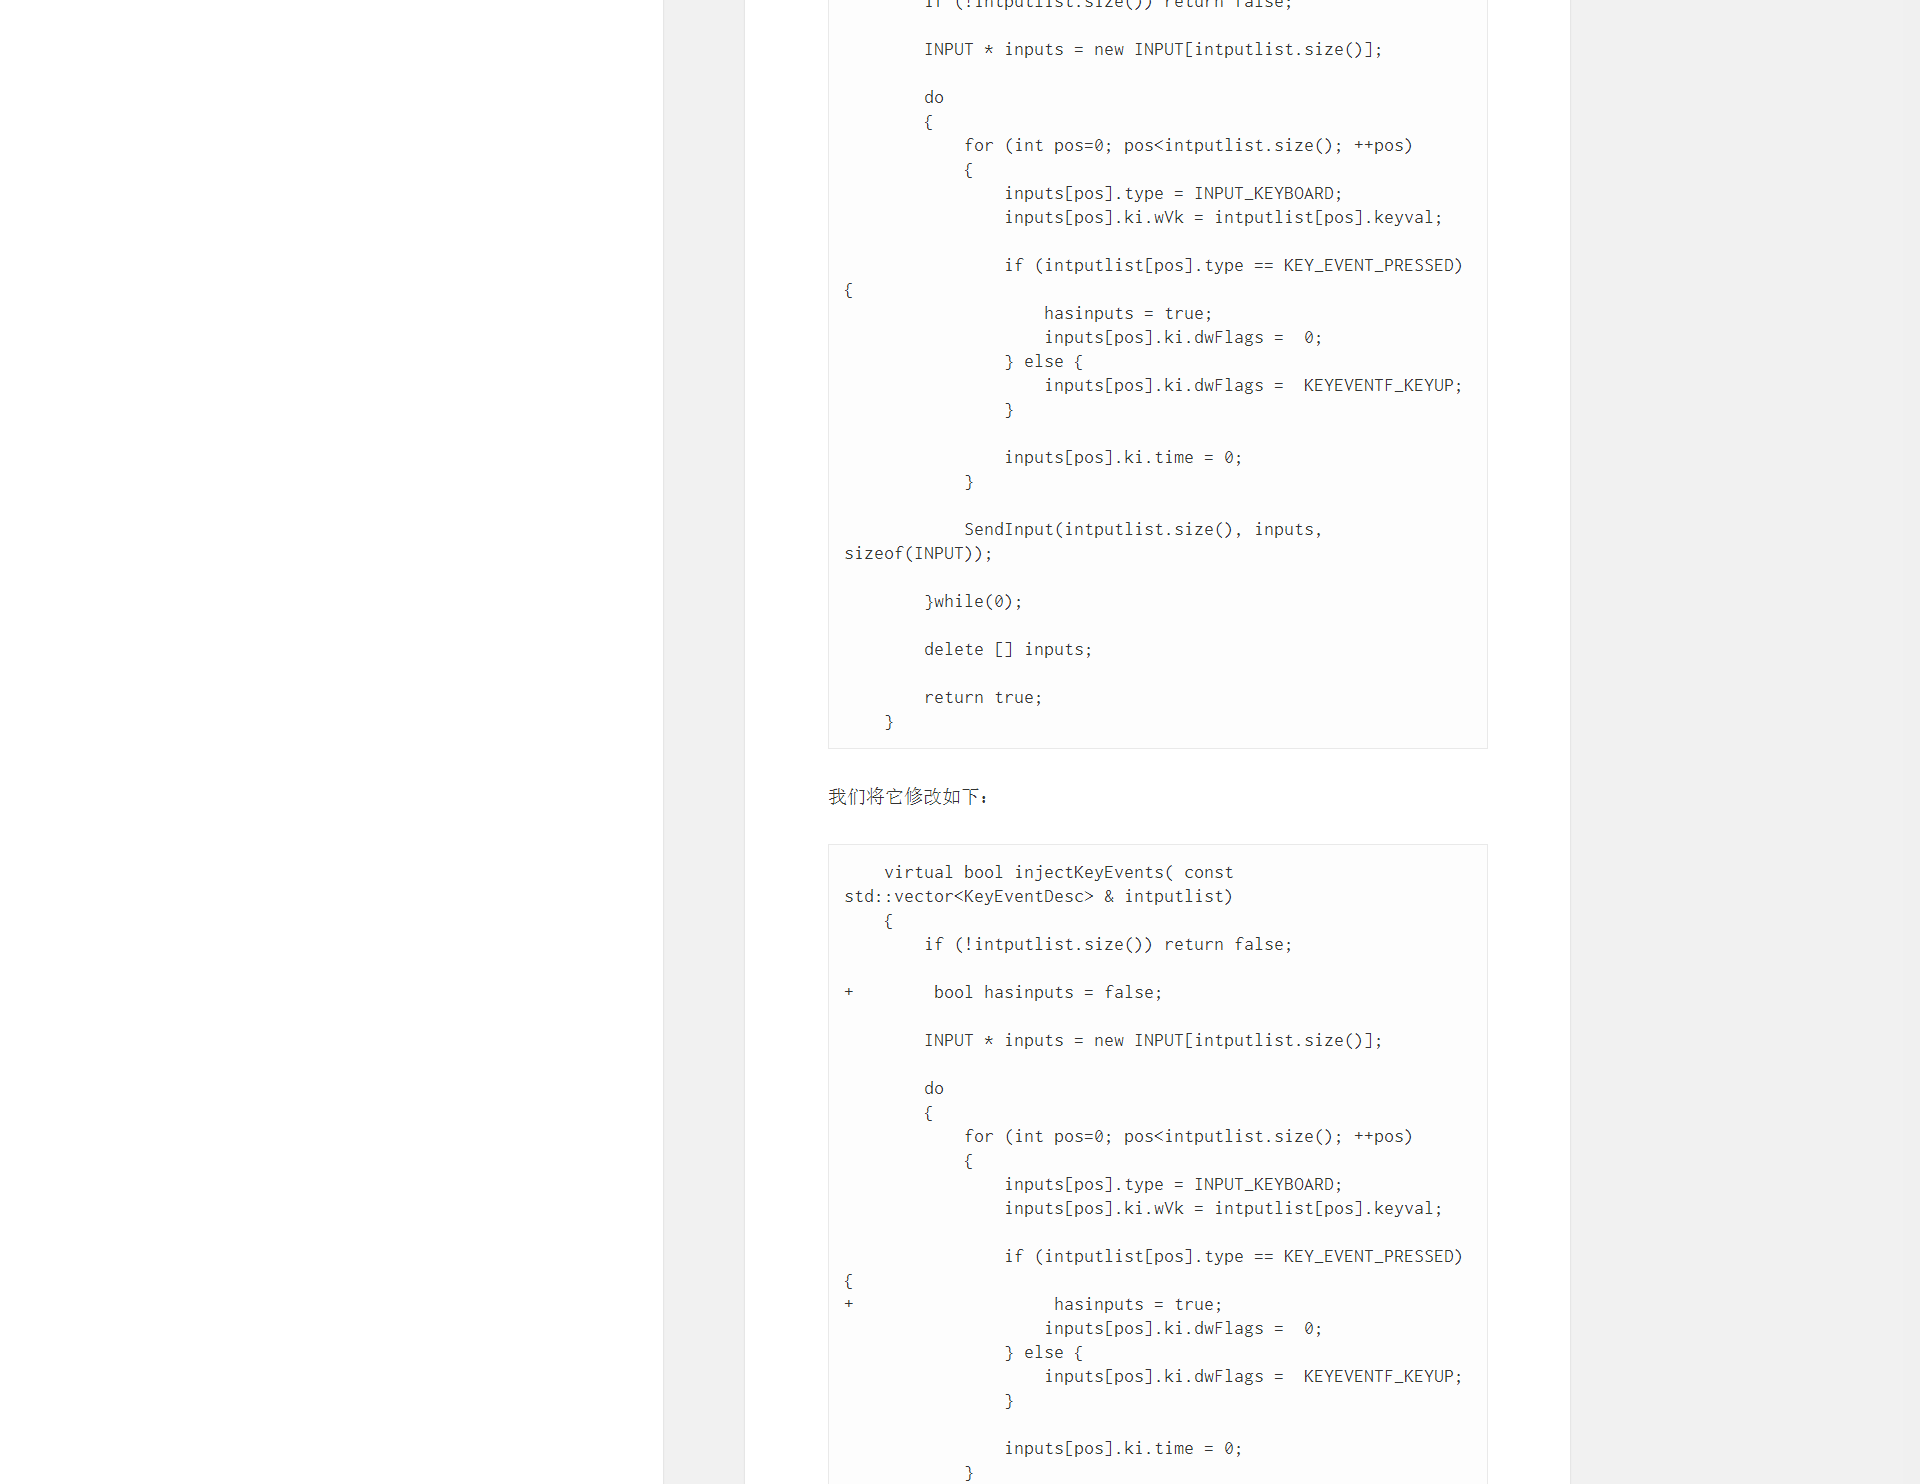 if (!intputlist.size()) return false;
INPUT * inputs = new INPUT[intputlist.size()];
do
{
for (int pos=0; pos<intputlist.size(); ++pos)
{
inputs[pos].type = INPUT_KEYBOARD;
inputs[pos].ki.wVk = intputlist[pos].keyval;
if (intputlist[pos].type == KEY_EVENT_PRESSED)
{
hasinputs = true;
inputs[pos].ki.dwFlags =  0;
} else {
inputs[pos].ki.dwFlags =  KEYEVENTF_KEYUP;
}
inputs[pos].ki.time = 0;
}
SendInput(intputlist.size(), inputs,
sizeof(INPUT));
}while(0);
delete [] inputs;
return true;
}
我们将它修改如下：
virtual bool injectKeyEvents( const
std::vector<KeyEventDesc> & intputlist)
{
if (!intputlist.size()) return false;
+        bool hasinputs = false;
INPUT * inputs = new INPUT[intputlist.size()];
do
{
for (int pos=0; pos<intputlist.size(); ++pos)
{
inputs[pos].type = INPUT_KEYBOARD;
inputs[pos].ki.wVk = intputlist[pos].keyval;
if (intputlist[pos].type == KEY_EVENT_PRESSED)
{
+                    hasinputs = true;
inputs[pos].ki.dwFlags =  0;
} else {
inputs[pos].ki.dwFlags =  KEYEVENTF_KEYUP;
}
inputs[pos].ki.time = 0;
}